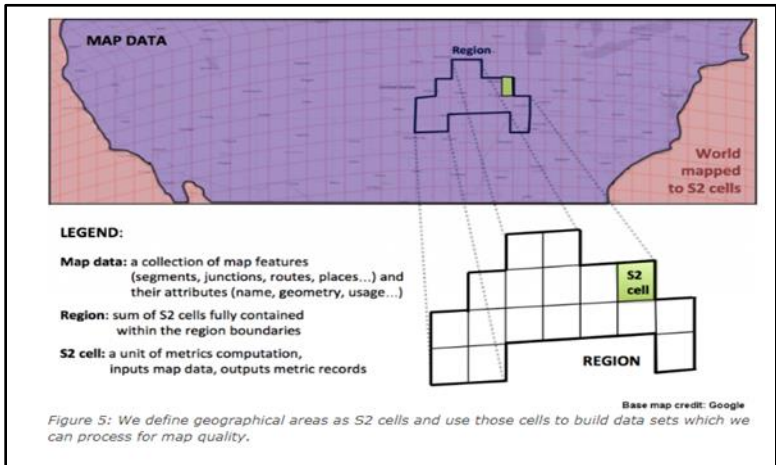 MAP DATA
Region
World
mapped
to S2 cells
LEGEND:
Map data: a collection of map features
(segments, junctions, routes, places...) and
their attributes (name, geometry, usage...)
Region: sum of S2 cells fully contained
within the region boundaries
S2 cell: a unit of metrics computation,
inputs map data, outputs metric records
S2
cell
REGION
Base map credit: Google
Figure 5: We define geographical areas as S2 cells and use those cells to build data sets which we
can process for map quality.